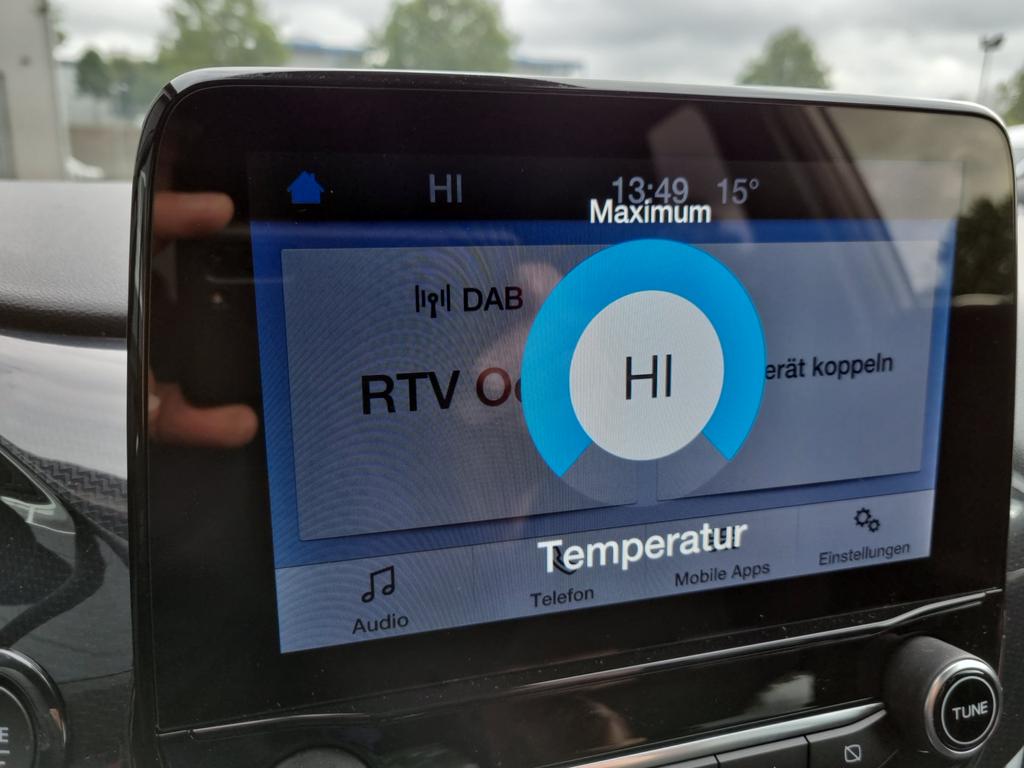 HI
13:49 15°
Maximum
DAB
RTV
HI
erät koppeln
Temperatur
Audio
Telefon
Mobile Apps
Einstellungen
TUNE